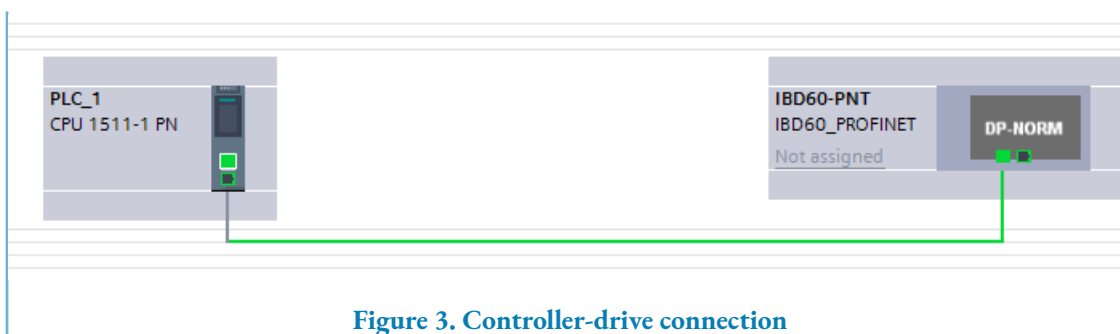 PLC_1
CPU 1511-1 PN
IBD60-PNT
IBD60_PROFINET
Not assigned
DP-NORM
Figure 3. Controller-drive connection